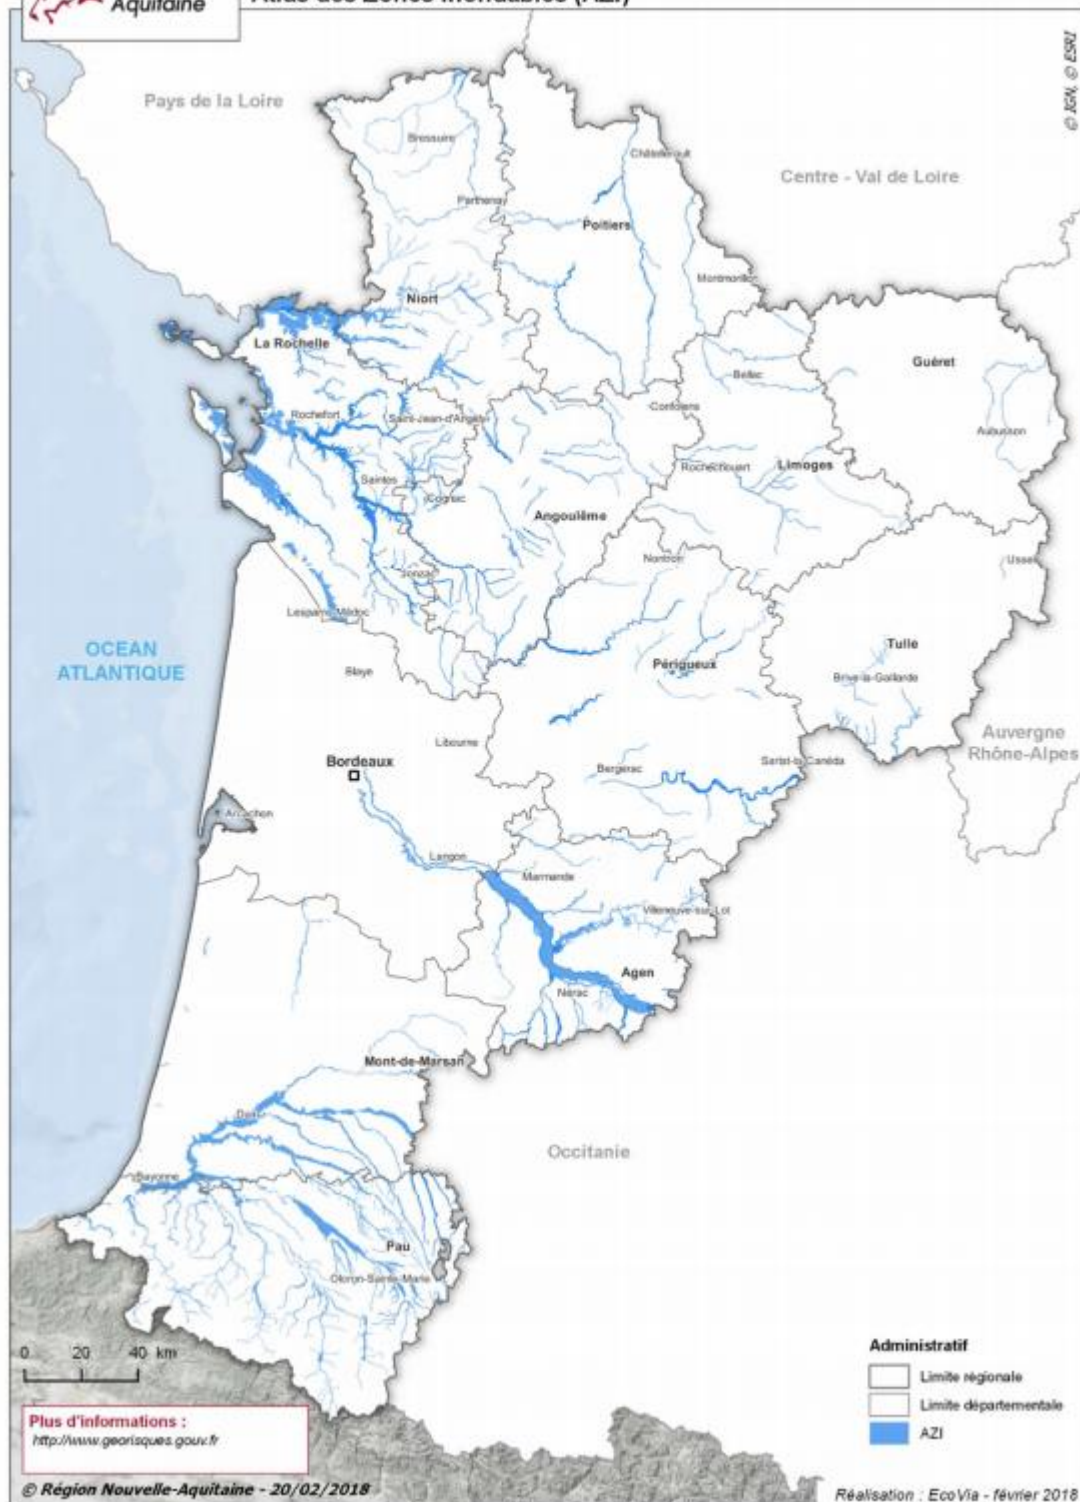 Aquitaine
Atlas des Zones Inondables (AZI)
© IGN, © ESRI
Pays de la Loire
Bressuire
Châtellerault
Centre - Val de Loire
Parthenay
Poitiers
Montmorillon
Niort
La Rochelle
Guéret
Bellac
Rochefort
Saint-Jean-d'Angély
Confolens
Aubusson
Rochechouart
Limoges
Saintes
Cognac
Angoulême
Nontron
Ussel
Jonzac
Lesparre-Médoc
OCEAN
ATLANTIQUE
Tulle
Blaye
Périgueux
Brive-la-Gaillarde
Auvergne
Rhône-Alpes
Libourne
Bordeaux
Bergerac
Sarlat-la-Canéda
Arcachon
Langon
Marmande
Villeneuve-sur-Lot
Agen
Nérac
Mont-de-Marsan
Dax
Occitanie
Bayonne
Pau
Oloron-Sainte-Marie
0 20 40 km
Administratif
Limite régionale
Limite départementale
AZI
Plus d'informations :
http://www.georisques.gouv.fr
© Région Nouvelle-Aquitaine - 20/02/2018
Réalisation : EcoVia - février 2018